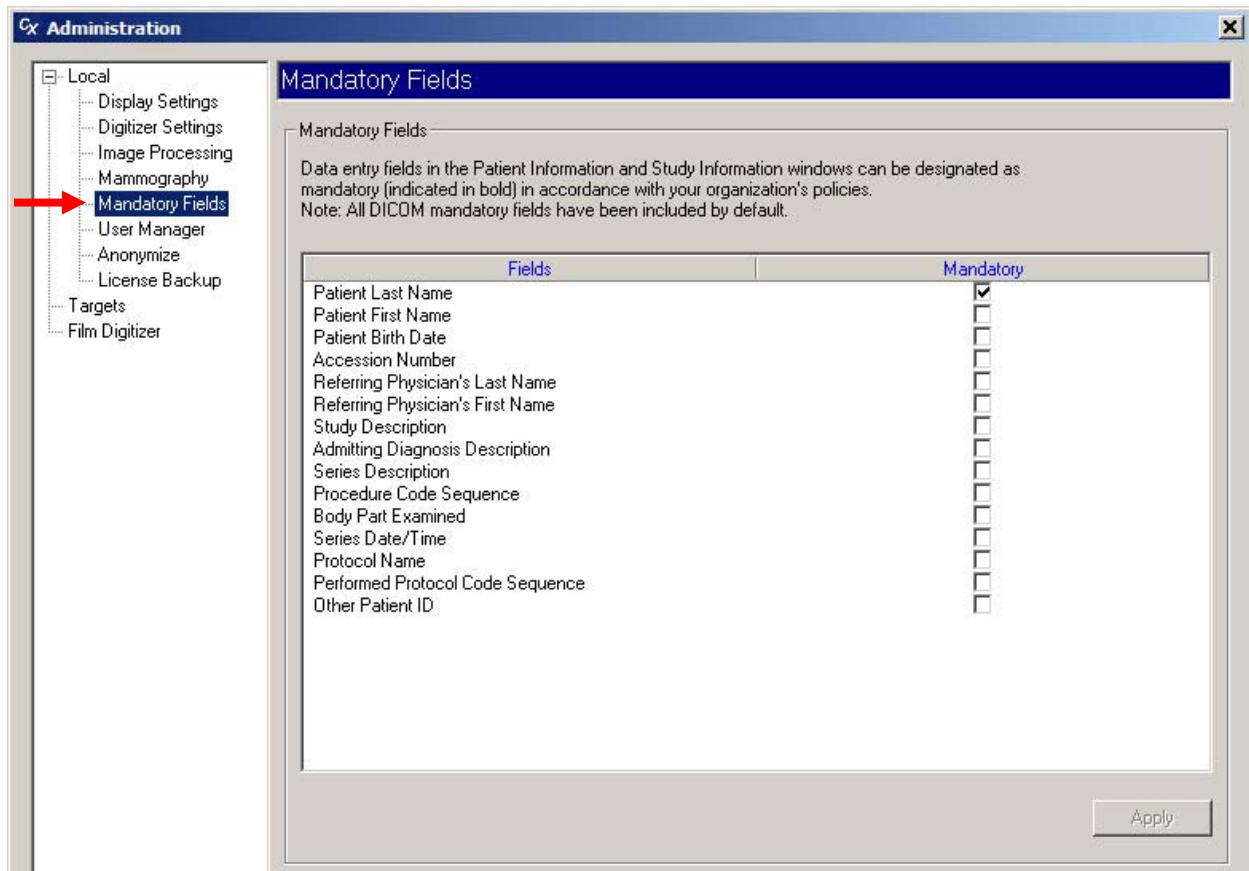 Cx Administration
Local
Display Settings
Digitizer Settings
Image Processing
Mammography
Mandatory Fields
User Manager
Anonymize
License Backup
Targets
Film Digitizer
Mandatory Fields
Mandatory Fields
Data entry fields in the Patient Information and Study Information windows can be designated as
mandatory (indicated in bold) in accordance with your organization's policies.
Note: All DICOM mandatory fields have been included by default.
Fields Mandatory
Patient Last Name
Patient First Name
Patient Birth Date
Accession Number
Referring Physician's Last Name
Referring Physician's First Name
Study Description
Admitting Diagnosis Description
Series Description
Procedure Code Sequence
Body Part Examined
Series Date/Time
Protocol Name
Performed Protocol Code Sequence
Other Patient ID
Apply